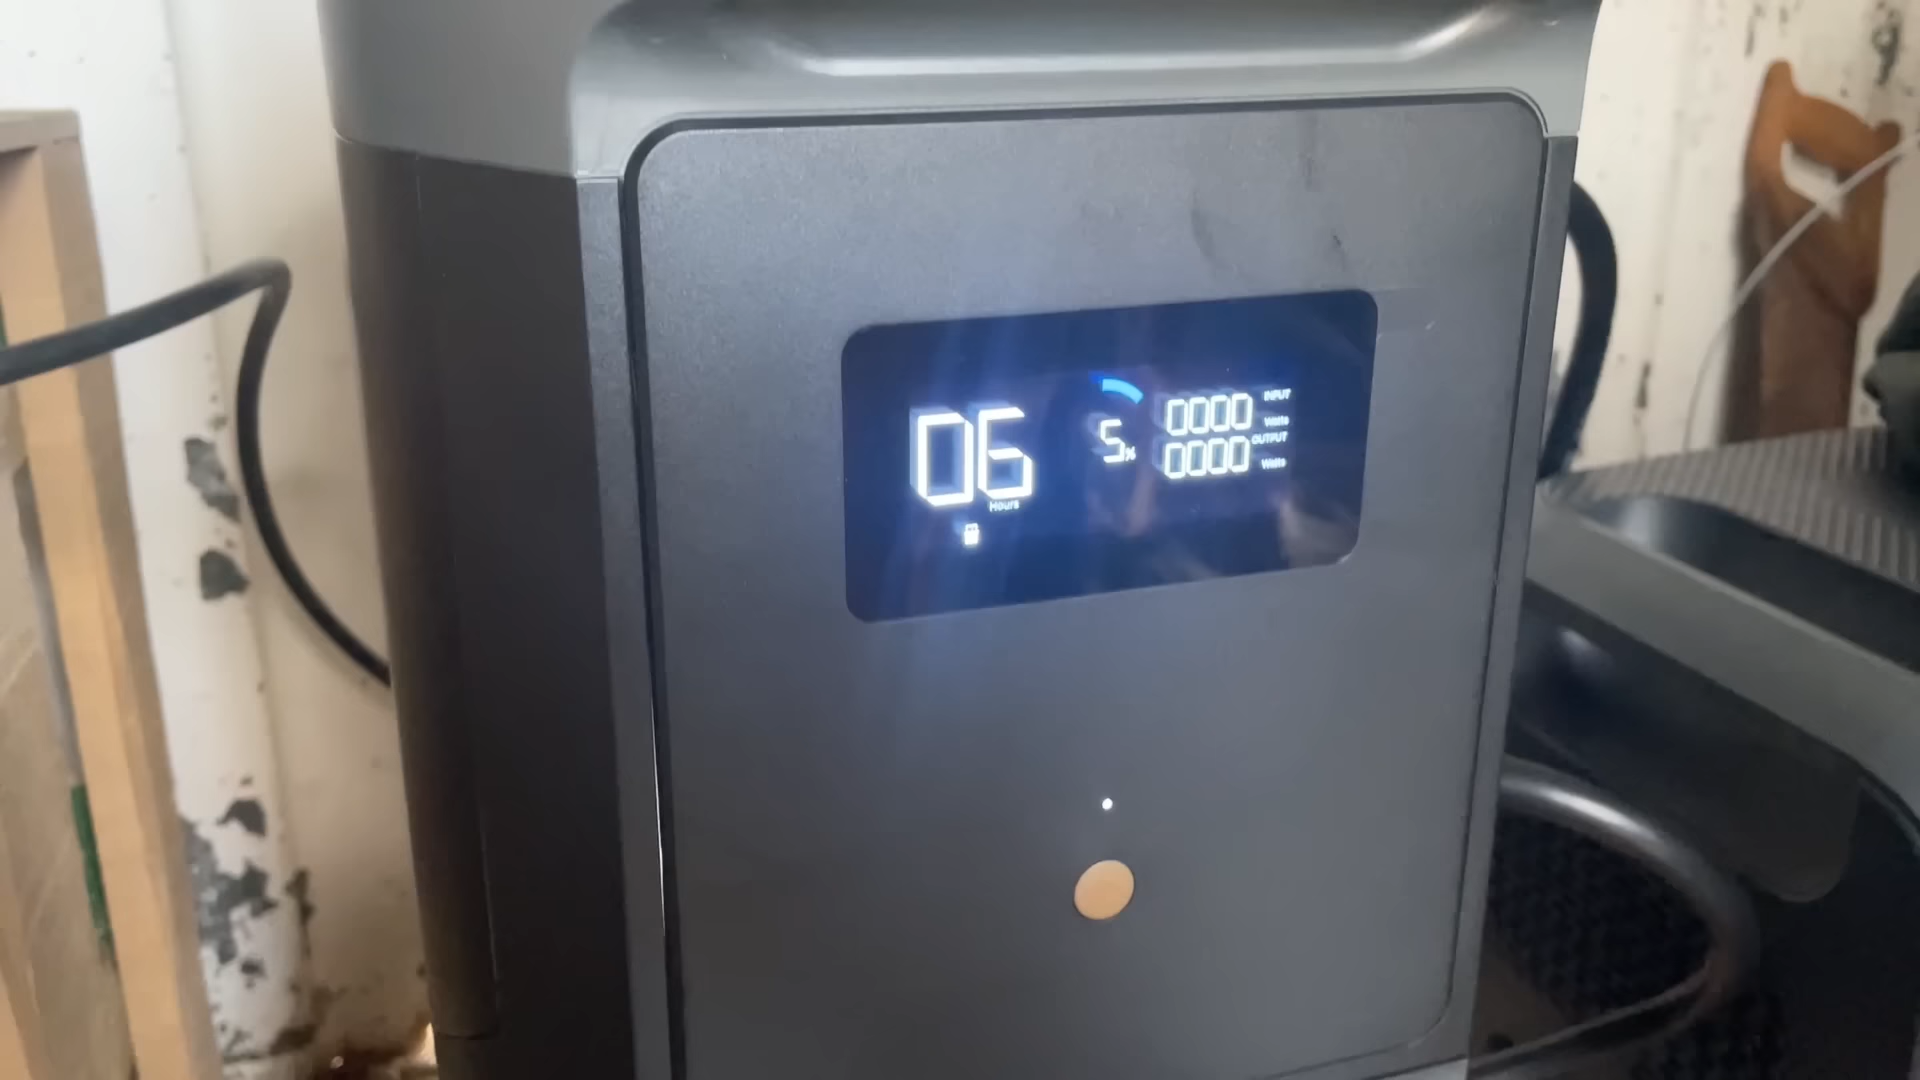 06
Hours
5%
0000 INPUT
Watts
0000 OUTPUT
Watts